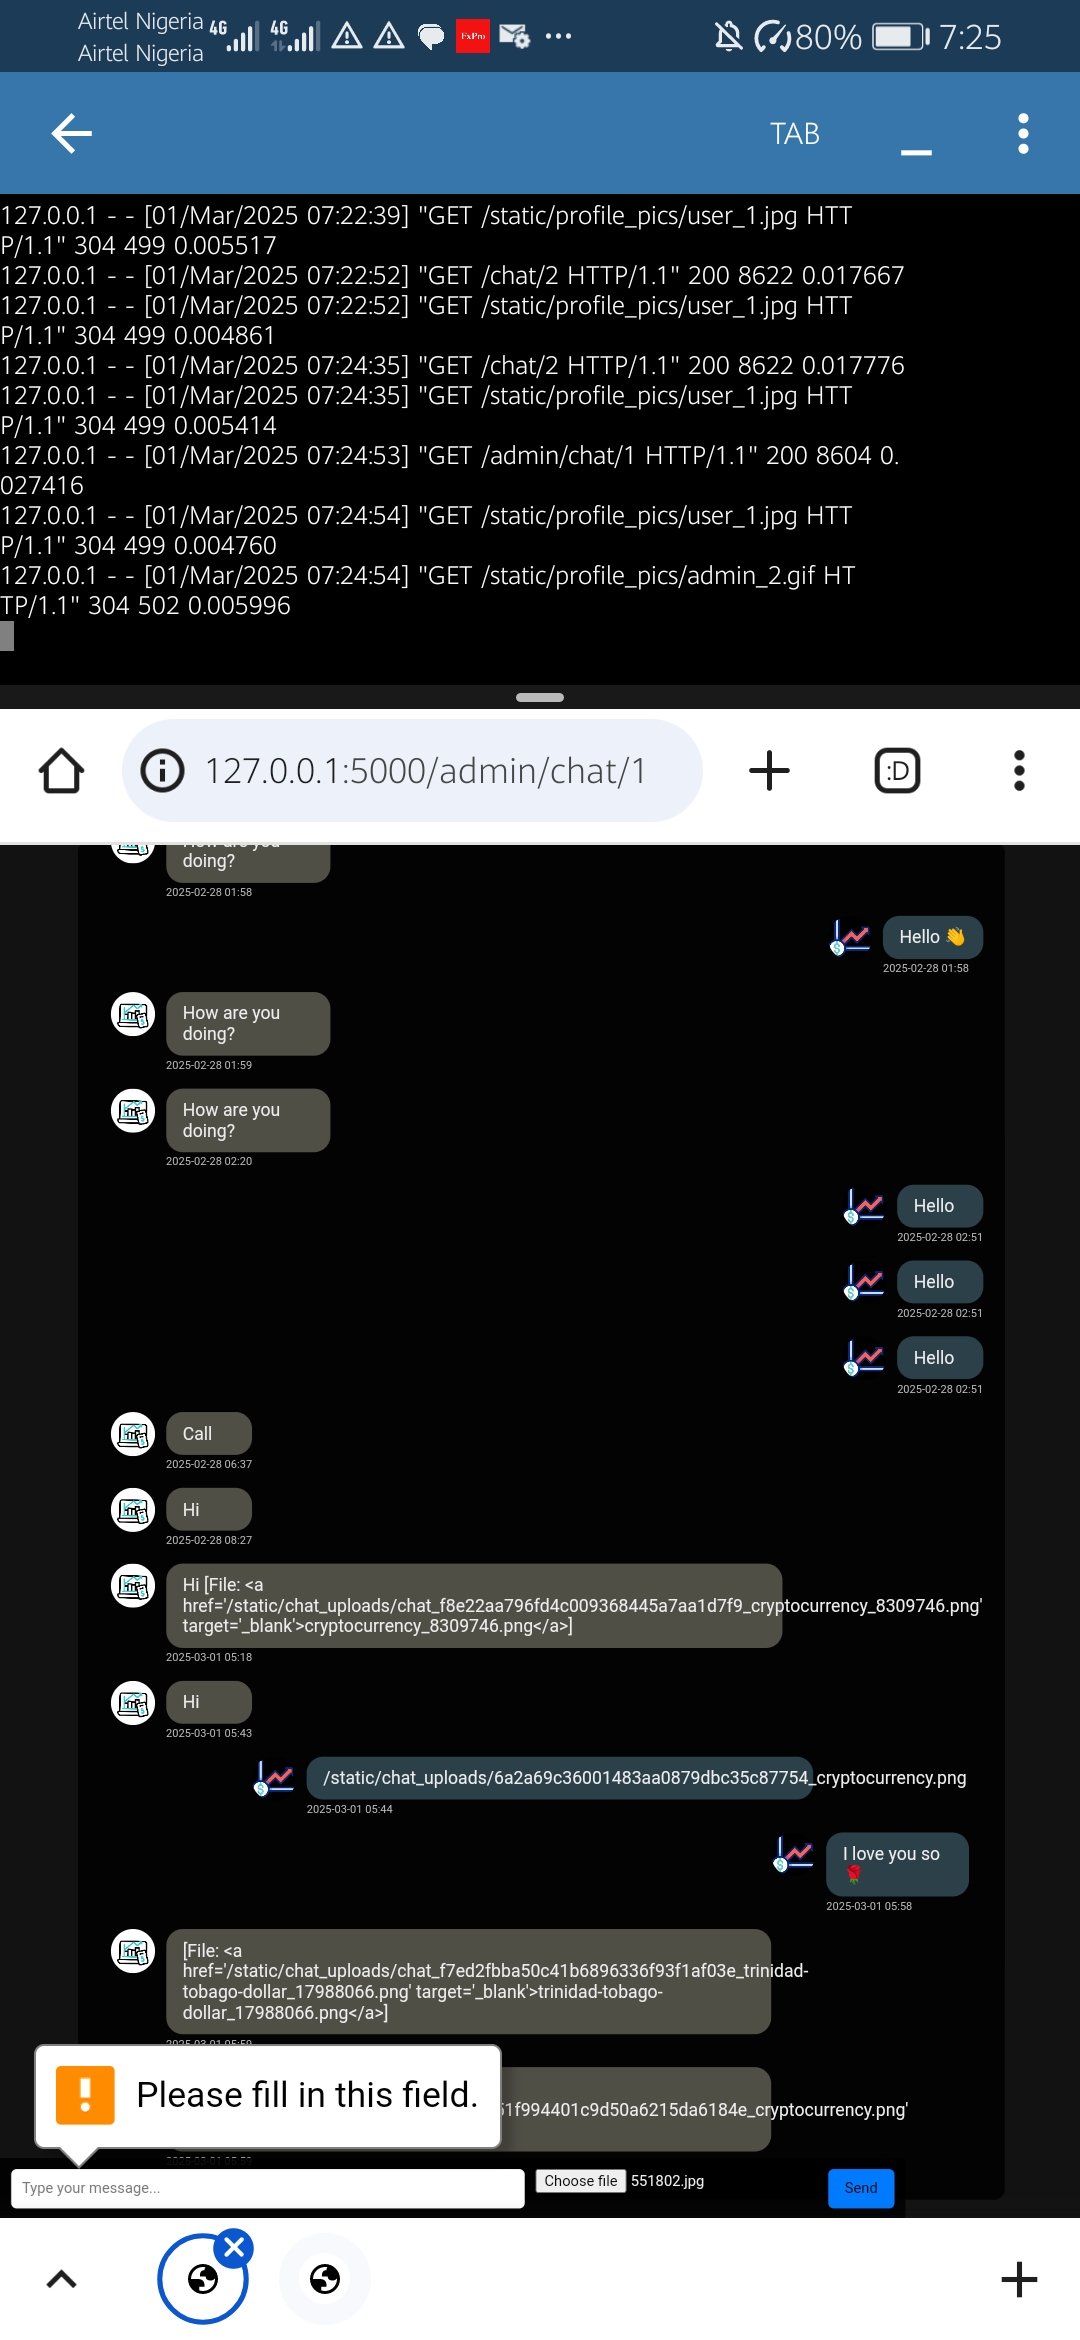 Airtel Nigeria
Airtel Nigeria
4G
4G
FxPro
80%
7:25
TAB
127.0.0.1 - - [01/Mar/2025 07:22:39] "GET /static/profile_pics/user_1.jpg HTT
P/1.1" 304 499 0.005517
127.0.0.1 - - [01/Mar/2025 07:22:52] "GET /chat/2 HTTP/1.1" 200 8622 0.017667
127.0.0.1 - - [01/Mar/2025 07:22:52] "GET /static/profile_pics/user_1.jpg HTT
P/1.1" 304 499 0.004861
127.0.0.1 - - [01/Mar/2025 07:24:35] "GET /chat/2 HTTP/1.1" 200 8622 0.017776
127.0.0.1 - - [01/Mar/2025 07:24:35] "GET /static/profile_pics/user_1.jpg HTT
P/1.1" 304 499 0.005414
127.0.0.1 - - [01/Mar/2025 07:24:53] "GET /admin/chat/1 HTTP/1.1" 200 8604 0.
027416
127.0.0.1 - - [01/Mar/2025 07:24:54] "GET /static/profile_pics/user_1.jpg HTT
P/1.1" 304 499 0.004760
127.0.0.1 - - [01/Mar/2025 07:24:54] "GET /static/profile_pics/admin_2.gif HT
TP/1.1" 304 502 0.005996
127.0.0.1:5000/admin/chat/1
:D
How are you
doing?
2025-02-28 01:58
Hello 👋
2025-02-28 01:58
How are you
doing?
2025-02-28 01:59
How are you
doing?
2025-02-28 02:20
Hello
2025-02-28 02:51
Hello
2025-02-28 02:51
Hello
2025-02-28 02:51
Call
2025-02-28 06:37
Hi
2025-02-28 08:27
Hi [File: <a
href='/static/chat_uploads/chat_f8e22aa796fd4c009368445a7aa1d7f9_cryptocurrency_8309746.png'
target='_blank'>cryptocurrency_8309746.png</a>]
2025-03-01 05:18
Hi
2025-03-01 05:43
/static/chat_uploads/6a2a69c36001483aa0879dbc35c87754_cryptocurrency.png
2025-03-01 05:44
I love you so
🌹
2025-03-01 05:58
[File: <a
href='/static/chat_uploads/chat_f7ed2fbba50c41b6896336f93f1af03e_trinidad-
tobago-dollar_17988066.png' target='_blank'>trinidad-tobago-
dollar_17988066.png</a>]
2025-03-01 05:59
51f994401c9d50a6215da6184e_cryptocurrency.png'
Please fill in this field.
Type your message...
Choose file
551802.jpg
Send